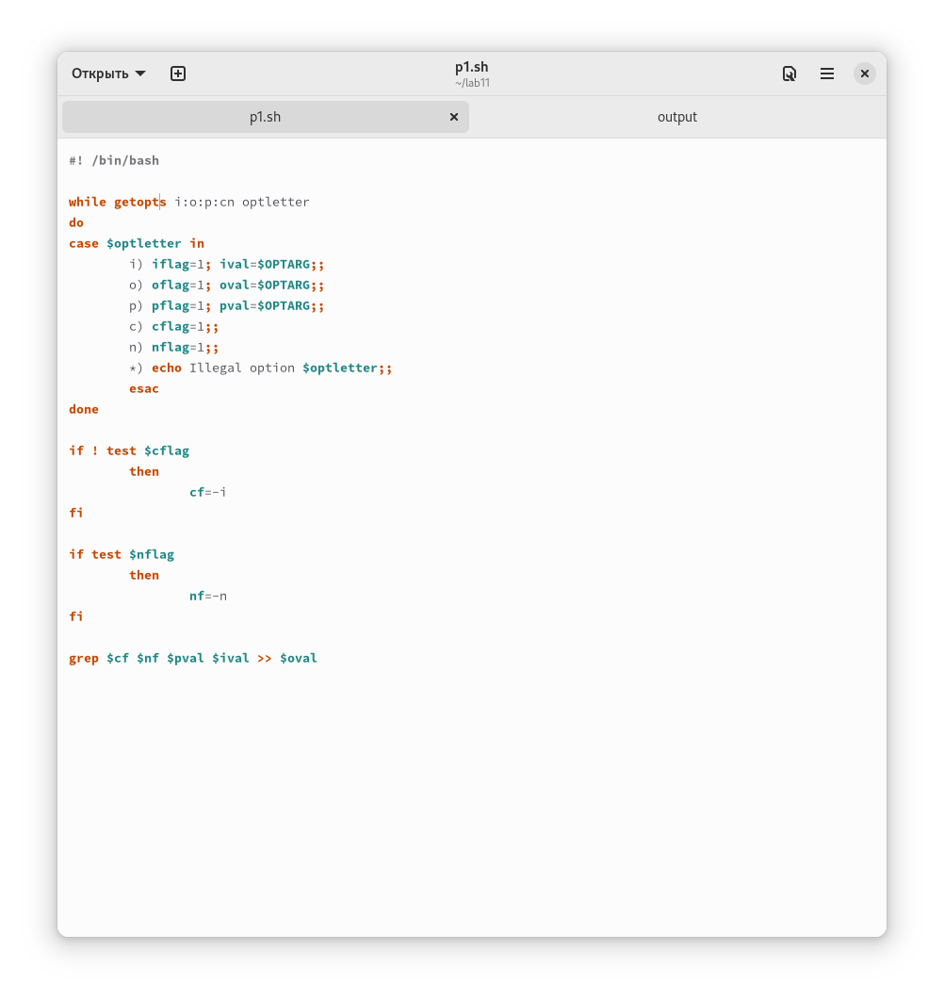 Открыть
p1.sh
~/lab11
p1.sh
output
#! /bin/bash
while getopts i:o:p:cn optletter
do
case $optletter in
i) iflag=1; ival=$OPTARG;;
o) oflag=1; oval=$OPTARG;;
p) pflag=1; pval=$OPTARG;;
c) cflag=1;;
n) nflag=1;;
*) echo Illegal option $optletter;;
esac
done
if ! test $cflag
then
cf=-i
fi
if test $nflag
then
nf=-n
fi
grep $cf $nf $pval $ival >> $oval